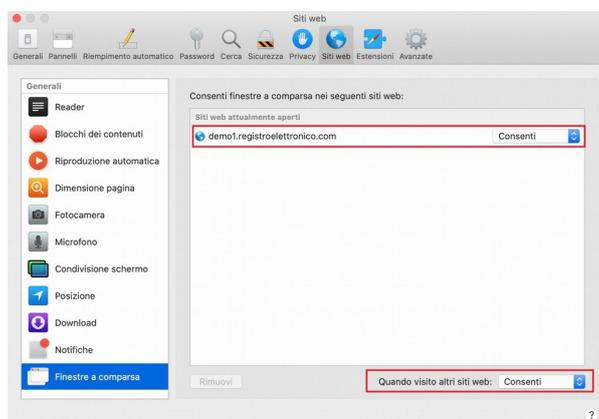 Siti web
Generali Pannelli Riempimento automatico Password Cerca Sicurezza Privacy Siti web Estensioni Avanzate
Generali
Reader
Blocchi dei contenuti
Riproduzione automatica
Dimensione pagina
Fotocamera
Microfono
Condivisione schermo
Posizione
Download
Notifiche
Finestre a comparsa
Consenti finestre a comparsa nei seguenti siti web:
Siti web attualmente aperti
demo1.registroelettronico.com Consenti
Rimuovi Quando visito altri siti web: Consenti
?